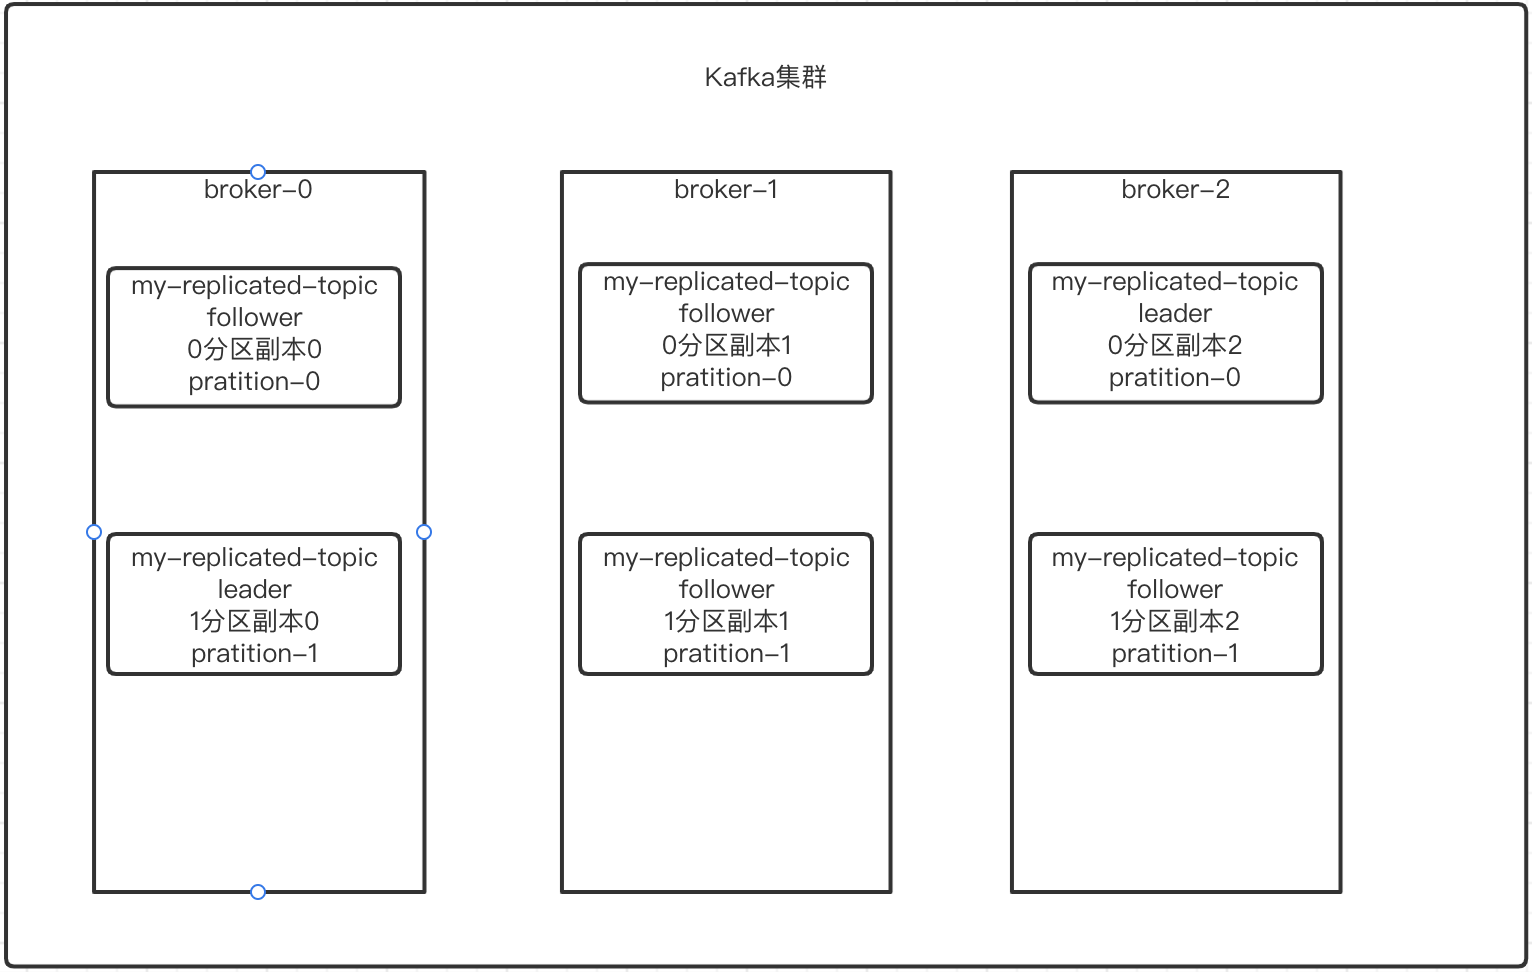 Kafka集群
broker-0
my-replicated-topic
follower
0分区副本0
pratition-0
my-replicated-topic
leader
1分区副本0
pratition-1
broker-1
my-replicated-topic
follower
0分区副本1
pratition-0
my-replicated-topic
follower
1分区副本1
pratition-1
broker-2
my-replicated-topic
leader
0分区副本2
pratition-0
my-replicated-topic
follower
1分区副本2
pratition-1